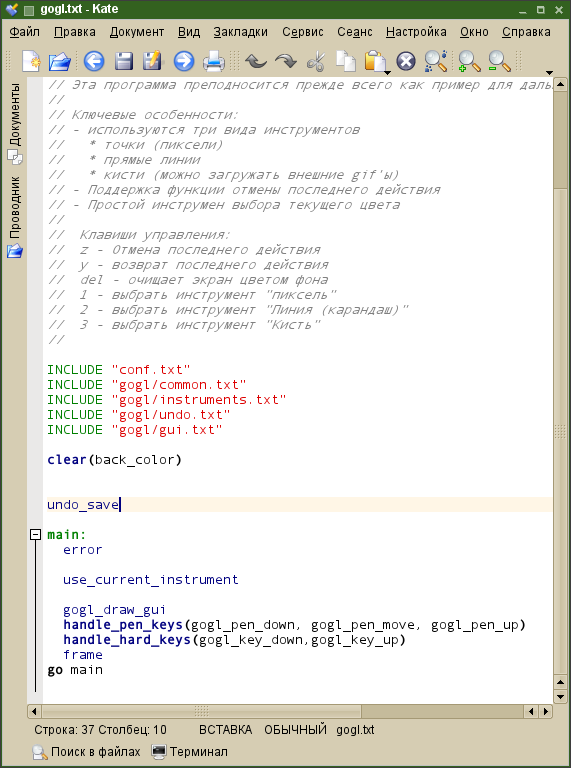 gogl.txt - Kate
Файл Правка Документ Вид Закладки Сервис Сеанс Настройка Окно Справка
Документы
Проводник
// Эта программа преподносится прежде всего как пример для даль
//
// Ключевые особенности:
// - используются три вида инструментов
//   * точки (пиксели)
//   * прямые линии
//   * кисти (можно загружать внешние gif'ы)
// - Поддержка функции отмены последнего действия
// - Простой инструмен выбора текущего цвета
//
//  Клавиши управления:
//  z - Отмена последнего действия
//  y - возврат последнего действия
//  del - очищает экран цветом фона
//  1 - выбрать инструмент "пиксель"
//  2 - выбрать инструмент "Линия (карандаш)"
//  3 - выбрать инструмент "Кисть"
//
INCLUDE "conf.txt"
INCLUDE "gogl/common.txt"
INCLUDE "gogl/instruments.txt"
INCLUDE "gogl/undo.txt"
INCLUDE "gogl/gui.txt"
clear(back_color)
undo_save
main:
  error
  use_current_instrument
  gogl_draw_gui
  handle_pen_keys(gogl_pen_down, gogl_pen_move, gogl_pen_up)
  handle_hard_keys(gogl_key_down,gogl_key_up)
  frame
go main
Строка: 37 Столбец: 10 ВСТАВКА ОБЫЧНЫЙ gogl.txt
Поиск в файлах Терминал